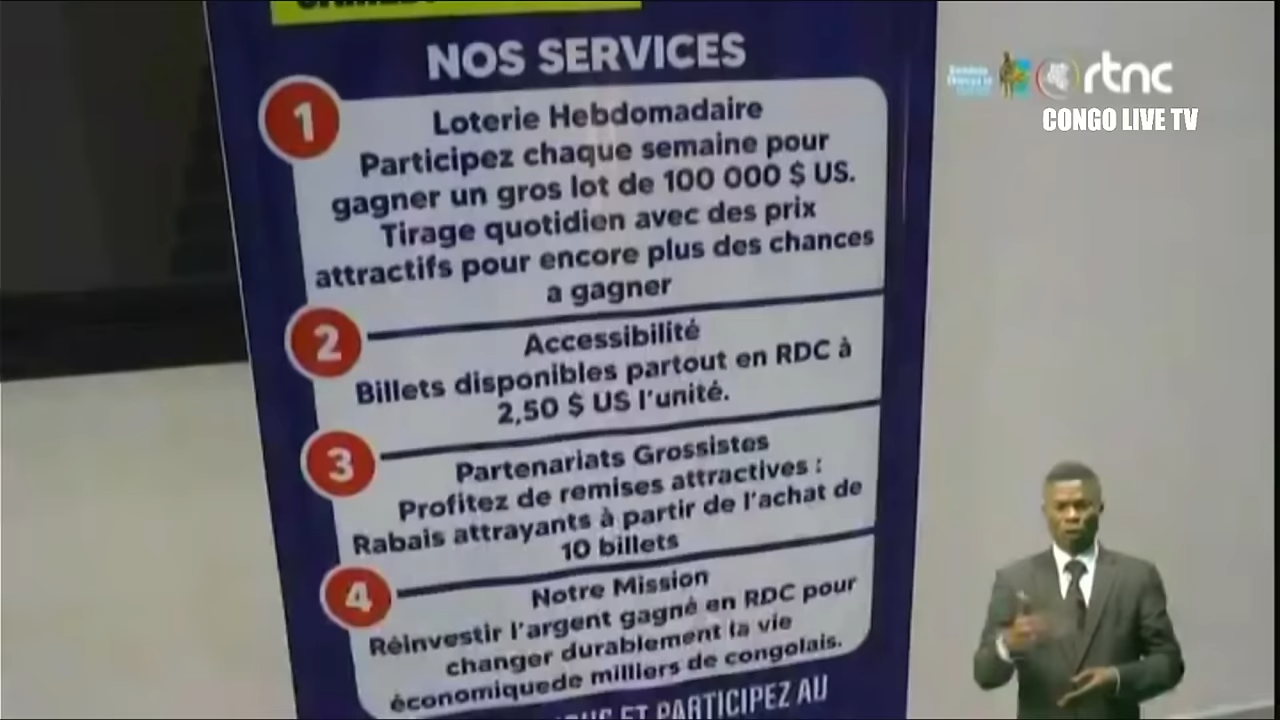 NOS SERVICES
1
Loterie Hebdomadaire
Participez chaque semaine pour
gagner un gros lot de 100 000 $ US.
Tirage quotidien avec des prix
attractifs pour encore plus des chances
a gagner
2
Accessibilité
Billets disponibles partout en RDC à
2,50 $ US l'unité.
3
Partenariats Grossistes
Profitez de remises attractives :
Rabais attrayants à partir de l'achat de
10 billets
4
Notre Mission
Réinvestir l'argent gagné en RDC pour
changer durablement la vie
économiquede milliers de congolais.
ET PARTICIPEZ AU
rtnc
CONGO LIVE TV